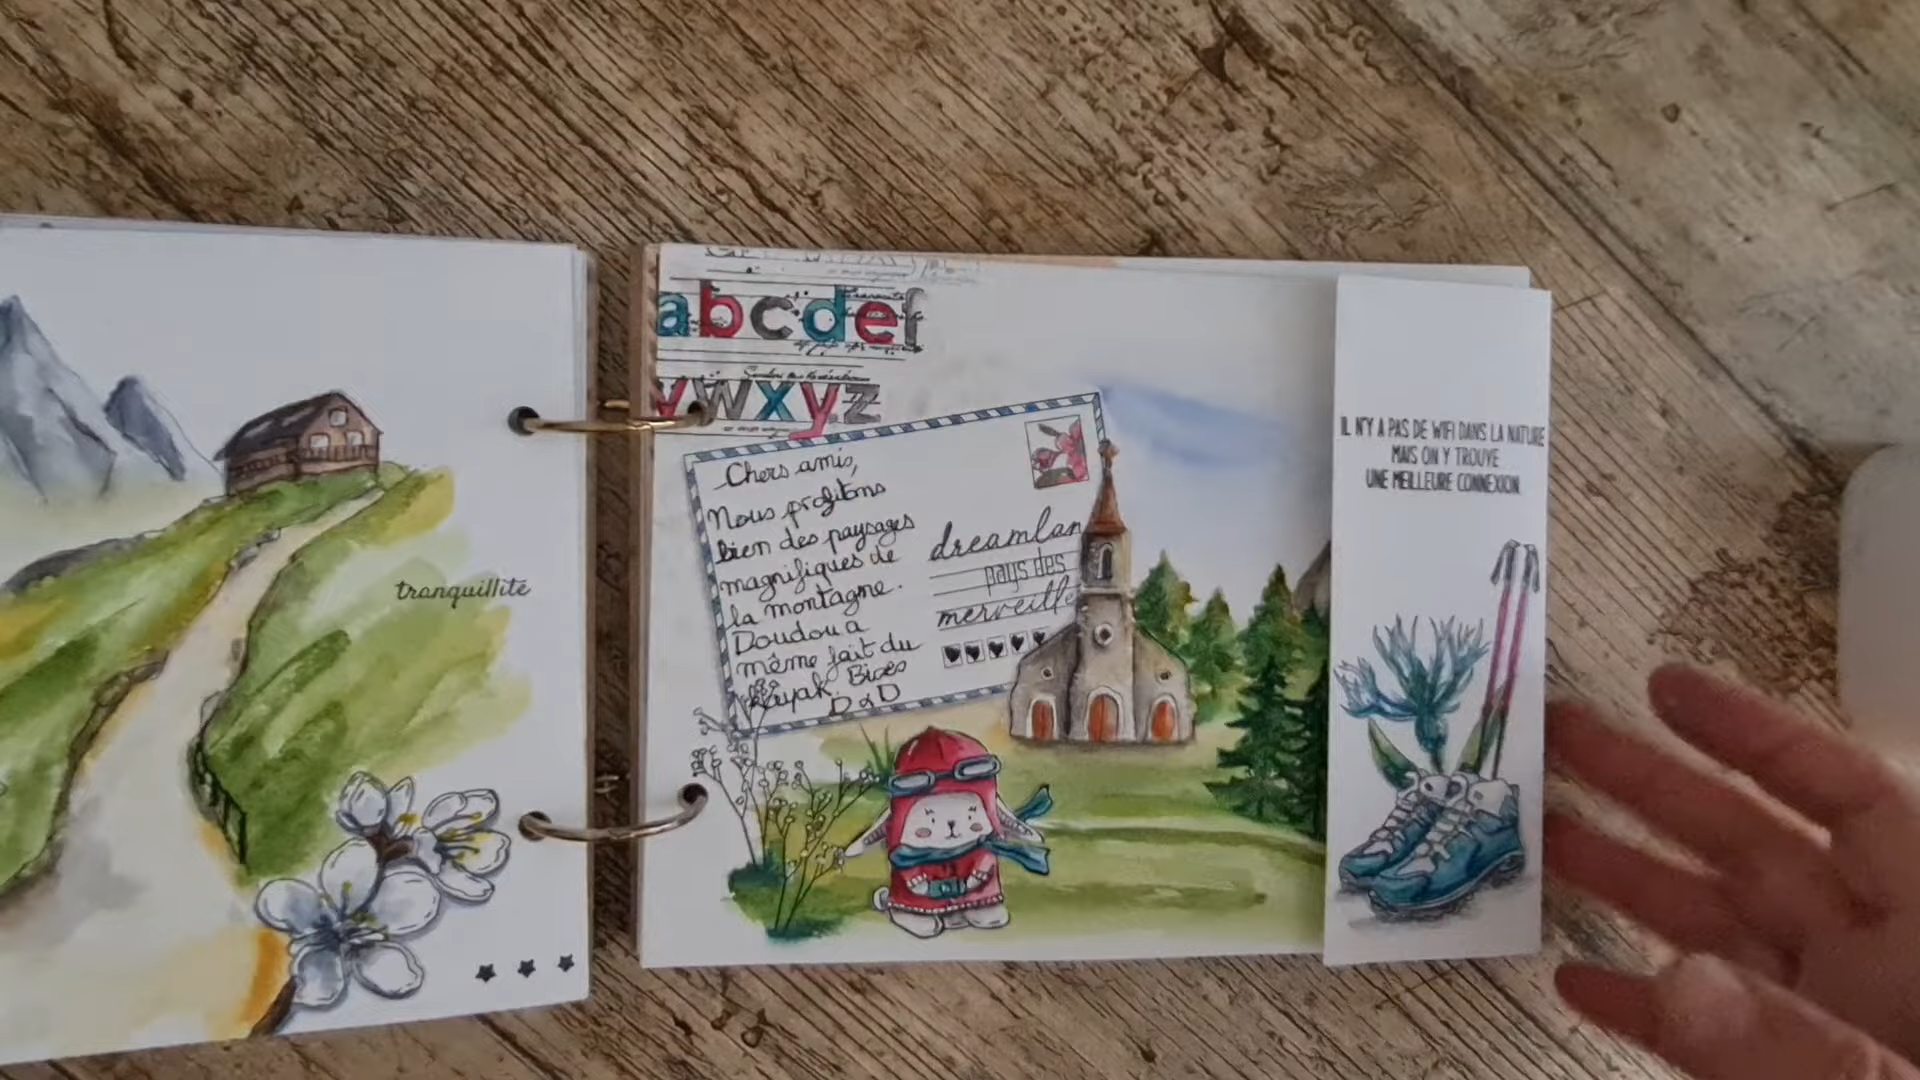 tranquillité
abcdef
vwxyz
Chers amis,
Nous profitons
bien des paysages
magnifiques de
la montagne.
Doudou a
même fait du
kayak. Bises
D & D
dreamlan
pays des
merveille
IL N'Y A PAS DE WIFI DANS LA NATURE
MAIS ON Y TROUVE
UNE MEILLEURE CONNEXION.